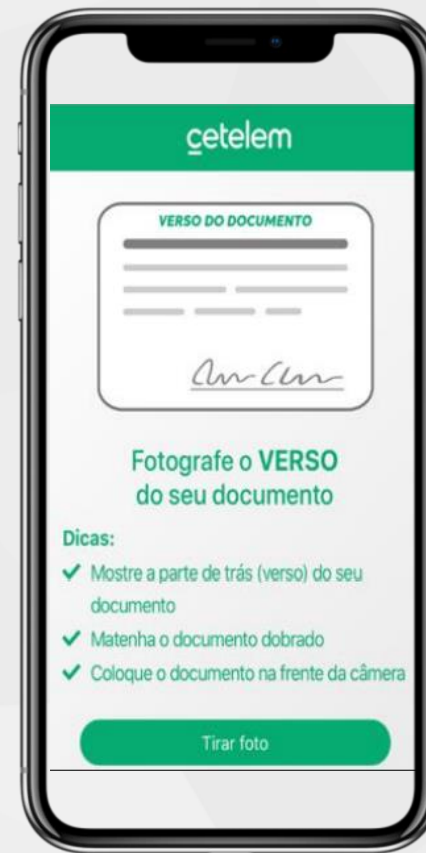 cetelem
VERSO DO DOCUMENTO
Fotografe o VERSO
do seu documento
Dicas:
✓ Mostre a parte de trás (verso) do seu
documento
✓ Matenha o documento dobrado
✓ Coloque o documento na frente da câmera
Tirar foto